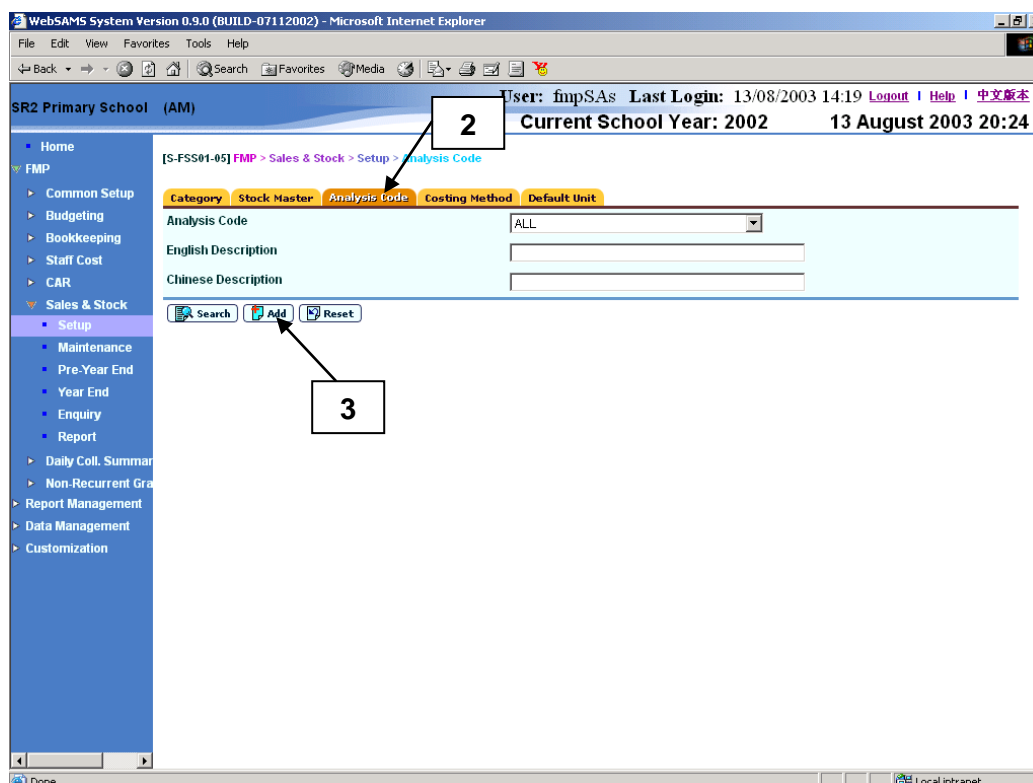 WebSAMS System Version 0.9.0 (BUILD-07112002) - Microsoft Internet Explorer
File Edit View Favorites Tools Help
Back Search Favorites Media
SR2 Primary School (AM)
User: fmpSAs Last Login: 13/08/2003 14:19 Logout | Help | 中文版本
Current School Year: 2002 13 August 2003 20:24
2
Home
FMP
Common Setup
Budgeting
Bookkeeping
Staff Cost
CAR
Sales & Stock
Setup
Maintenance
Pre-Year End
Year End
Enquiry
Report
Daily Coll. Summar
Non-Recurrent Gra
Report Management
Data Management
Customization
[S-FSS01-05] FMP > Sales & Stock > Setup > Analysis Code
Category Stock Master Analysis Code Costing Method Default Unit
Analysis Code ALL
English Description
Chinese Description
Search Add Reset
3
Done Local intranet